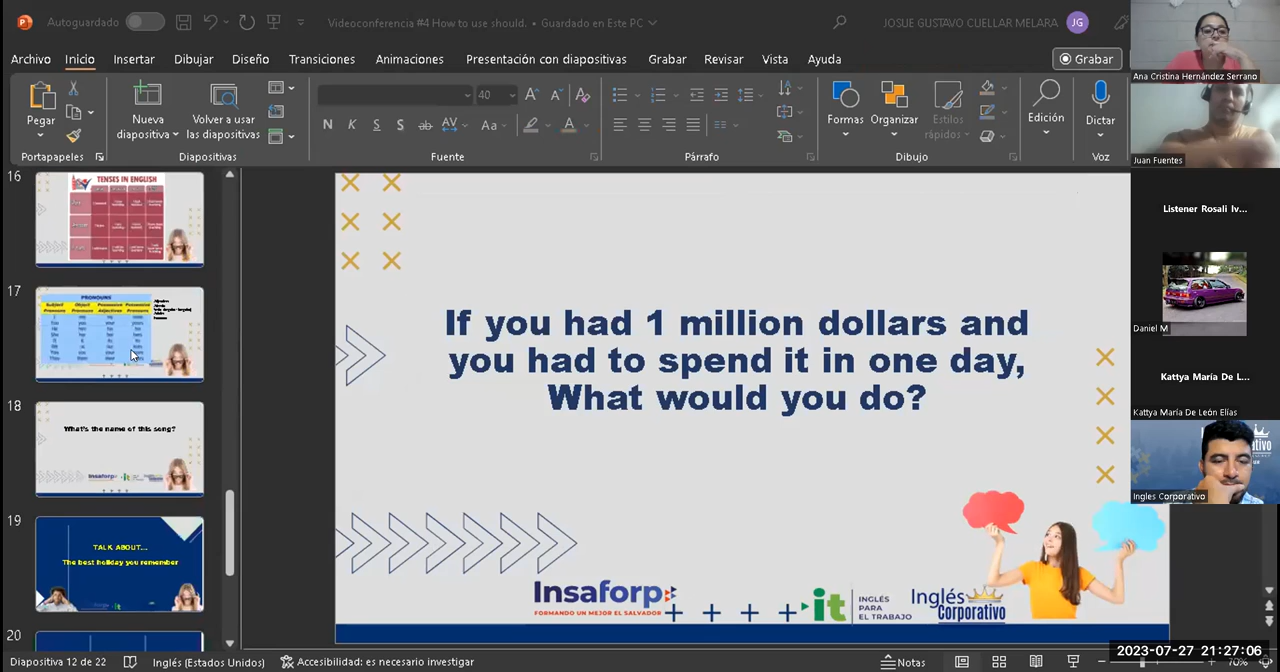 Autoguardado
Videoconferencia #4 How to use should. • Guardado en Este PC
JOSUE GUSTAVO CUELLAR MELARA
JG
Archivo Inicio Insertar Dibujar Diseño Transiciones Animaciones Presentación con diapositivas Grabar Revisar Vista Ayuda
Grabar
Pegar
Nueva diapositiva
Volver a usar las diapositivas
40
N K S S ab AV Aa A
Formas
Organizar
Estilos rápidos
Edición
Dictar
Portapapeles
Diapositivas
Fuente
Párrafo
Dibujo
Voz
16
TENSES IN ENGLISH
17
PRONOUNS
18
What's the name of this song?
19
TALK ABOUT...
The best holiday you remember
20
If you had 1 million dollars and
you had to spend it in one day,
What would you do?
Insaforp
FORMANDO UN MEJOR EL SALVADOR
it
INGLÉS
PARA
EL TRABAJO
Inglés
Corporativo
Ana Cristina Hernández Serrano
Juan Fuentes
Listener Rosali Iv...
Daniel M
Kattya María De L...
Kattya María De León Elías
Ingles Corporativo
Diapositiva 12 de 22
Inglés (Estados Unidos)
Accesibilidad: es necesario investigar
Notas
2023-07-27 21:27:06
70%